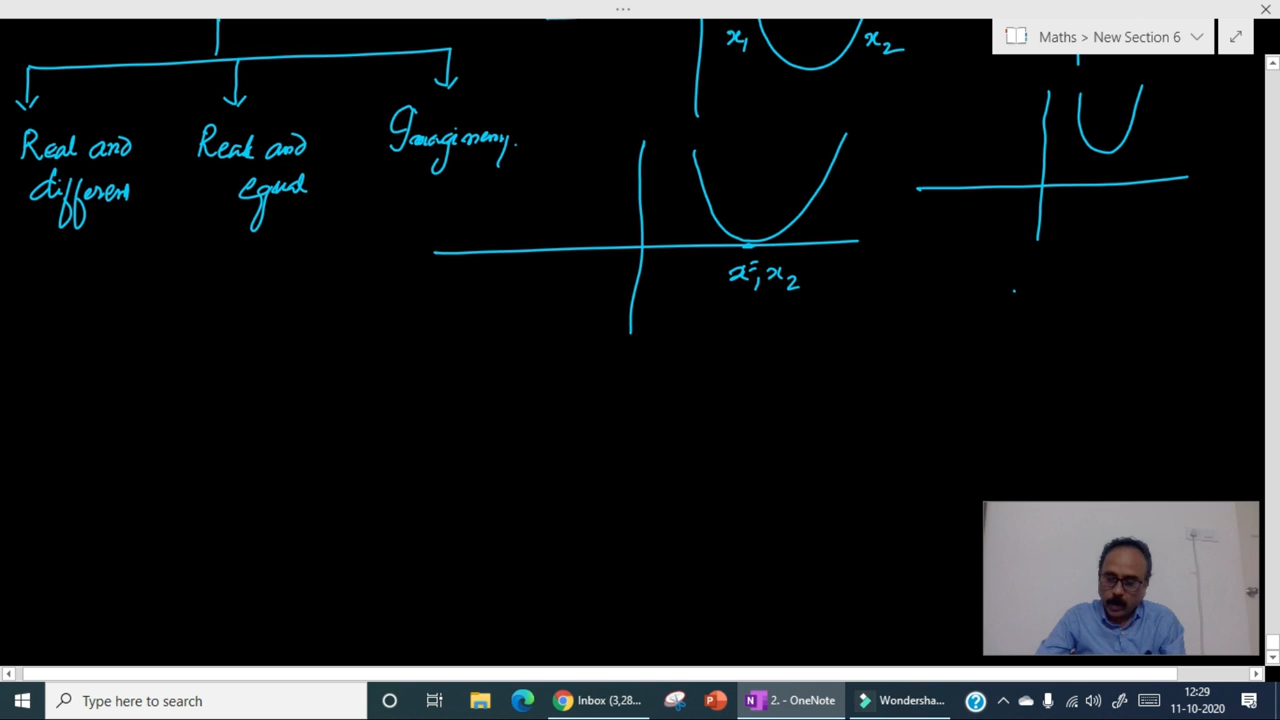 Maths > New Section 6
x1 x2
Real and
different
Real and
equal
Imaginery.
x1, x2
Type here to search
Inbox (3,28...
2. - OneNote
Wondersha...
12:29
11-10-2020